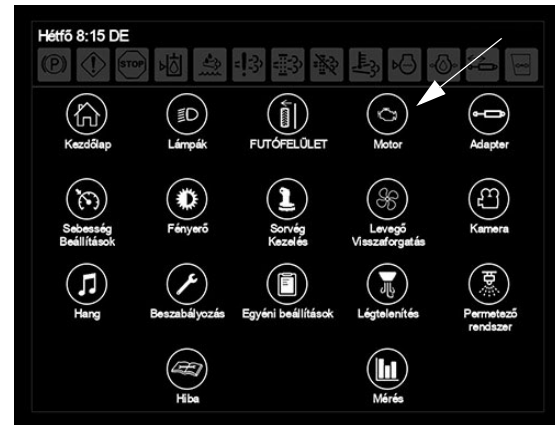 Hétfő 8:15 DE
STOP
Kezdőlap Lámpák FUTÓFELÜLET Motor Adapter
Sebesség Beállítások Fényerő Sorvég Kezelés Levegő Visszaforgatás Kamera
Hang Beszabályozás Egyéni beállítások Légtelenítés Permetező rendszer
Hiba Mérés